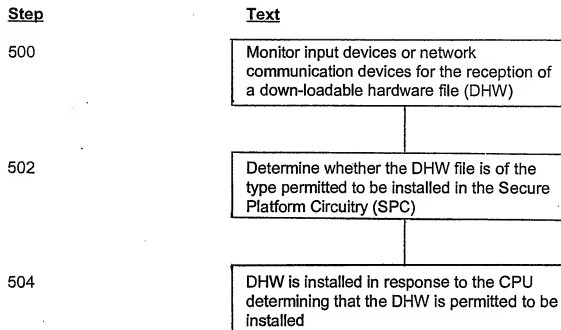 Step Text
500 Monitor input devices or network
communication devices for the reception of
a down-loadable hardware file (DHW)
502 Determine whether the DHW file is of the
type permitted to be installed in the Secure
Platform Circuitry (SPC)
504 DHW is installed in response to the CPU
determining that the DHW is permitted to be
installed